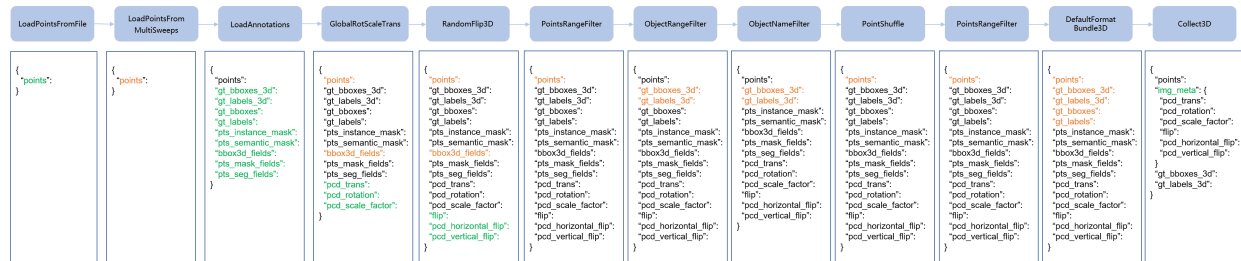 LoadPointsFromFile
LoadPointsFrom
MultiSweeps
LoadAnnotations
GlobalRotScaleTrans
RandomFlip3D
PointsRangeFilter
ObjectRangeFilter
ObjectNameFilter
PointShuffle
PointsRangeFilter
DefaultFormat
Bundle3D
Collect3D
{
"points":
}
{
"points":
}
{
"points":
"gt_bboxes_3d":
"gt_labels_3d":
"gt_bboxes":
"gt_labels":
"pts_instance_mask":
"pts_semantic_mask":
"bbox3d_fields":
"pts_mask_fields":
"pts_seg_fields":
}
{
"points":
"gt_bboxes_3d":
"gt_labels_3d":
"gt_bboxes":
"gt_labels":
"pts_instance_mask":
"pts_semantic_mask":
"bbox3d_fields":
"pts_mask_fields":
"pts_seg_fields":
"pcd_trans":
"pcd_rotation":
"pcd_scale_factor":
}
{
"points":
"gt_bboxes_3d":
"gt_labels_3d":
"gt_bboxes":
"gt_labels":
"pts_instance_mask":
"pts_semantic_mask":
"bbox3d_fields":
"pts_mask_fields":
"pts_seg_fields":
"pcd_trans":
"pcd_rotation":
"pcd_scale_factor":
"flip":
"pcd_horizontal_flip":
"pcd_vertical_flip":
}
{
"points":
"gt_bboxes_3d":
"gt_labels_3d":
"gt_bboxes":
"gt_labels":
"pts_instance_mask":
"pts_semantic_mask":
"bbox3d_fields":
"pts_mask_fields":
"pts_seg_fields":
"pcd_trans":
"pcd_rotation":
"pcd_scale_factor":
"flip":
"pcd_horizontal_flip":
"pcd_vertical_flip":
}
{
"points":
"gt_bboxes_3d":
"gt_labels_3d":
"gt_bboxes":
"gt_labels":
"pts_instance_mask":
"pts_semantic_mask":
"bbox3d_fields":
"pts_mask_fields":
"pts_seg_fields":
"pcd_trans":
"pcd_rotation":
"pcd_scale_factor":
"flip":
"pcd_horizontal_flip":
"pcd_vertical_flip":
}
{
"points":
"gt_bboxes_3d":
"gt_labels_3d":
"pts_instance_mask":
"pts_semantic_mask":
"bbox3d_fields":
"pts_mask_fields":
"pts_seg_fields":
"pcd_trans":
"pcd_rotation":
"pcd_scale_factor":
"flip":
"pcd_horizontal_flip":
"pcd_vertical_flip":
}
{
"points":
"gt_bboxes_3d":
"gt_labels_3d":
"gt_bboxes":
"gt_labels":
"pts_instance_mask":
"pts_semantic_mask":
"bbox3d_fields":
"pts_mask_fields":
"pts_seg_fields":
"pcd_trans":
"pcd_rotation":
"pcd_scale_factor":
"flip":
"pcd_horizontal_flip":
"pcd_vertical_flip":
}
{
"points":
"gt_bboxes_3d":
"gt_labels_3d":
"gt_bboxes":
"gt_labels":
"pts_instance_mask":
"pts_semantic_mask":
"bbox3d_fields":
"pts_mask_fields":
"pts_seg_fields":
"pcd_trans":
"pcd_rotation":
"pcd_scale_factor":
"flip":
"pcd_horizontal_flip":
"pcd_vertical_flip":
}
{
"points":
"gt_bboxes_3d":
"gt_labels_3d":
"gt_bboxes":
"gt_labels":
"pts_instance_mask":
"pts_semantic_mask":
"bbox3d_fields":
"pts_mask_fields":
"pts_seg_fields":
"pcd_trans":
"pcd_rotation":
"pcd_scale_factor":
"flip":
"pcd_horizontal_flip":
"pcd_vertical_flip":
}
{
"points":
"img_meta": {
"pcd_trans":
"pcd_rotation":
"pcd_scale_factor":
"flip":
"pcd_horizontal_flip":
"pcd_vertical_flip":
}
"gt_bboxes_3d":
"gt_labels_3d":
}